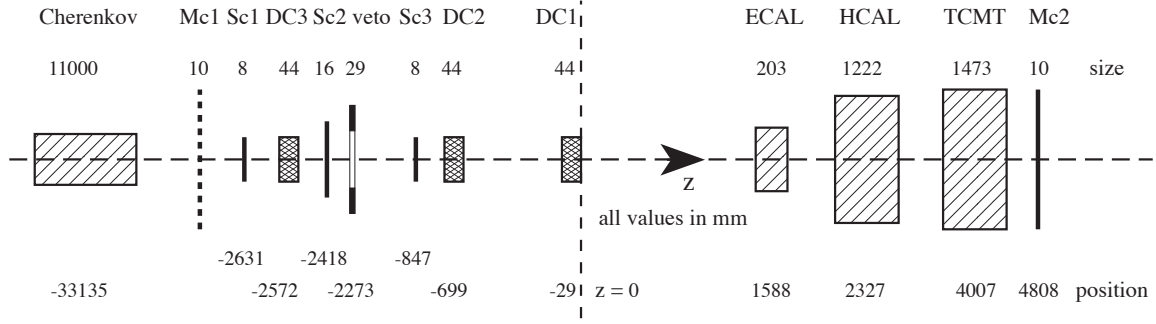 Cherenkov Mc1 Sc1 DC3 Sc2 veto Sc3 DC2 DC1 ECAL HCAL TCMT Mc2
11000 10 8 44 16 29 8 44 44 203 1222 1473 10 size
z
all values in mm
-2631 -2418 -847
-33135 -2572 -2273 -699 -29 z = 0 1588 2327 4007 4808 position